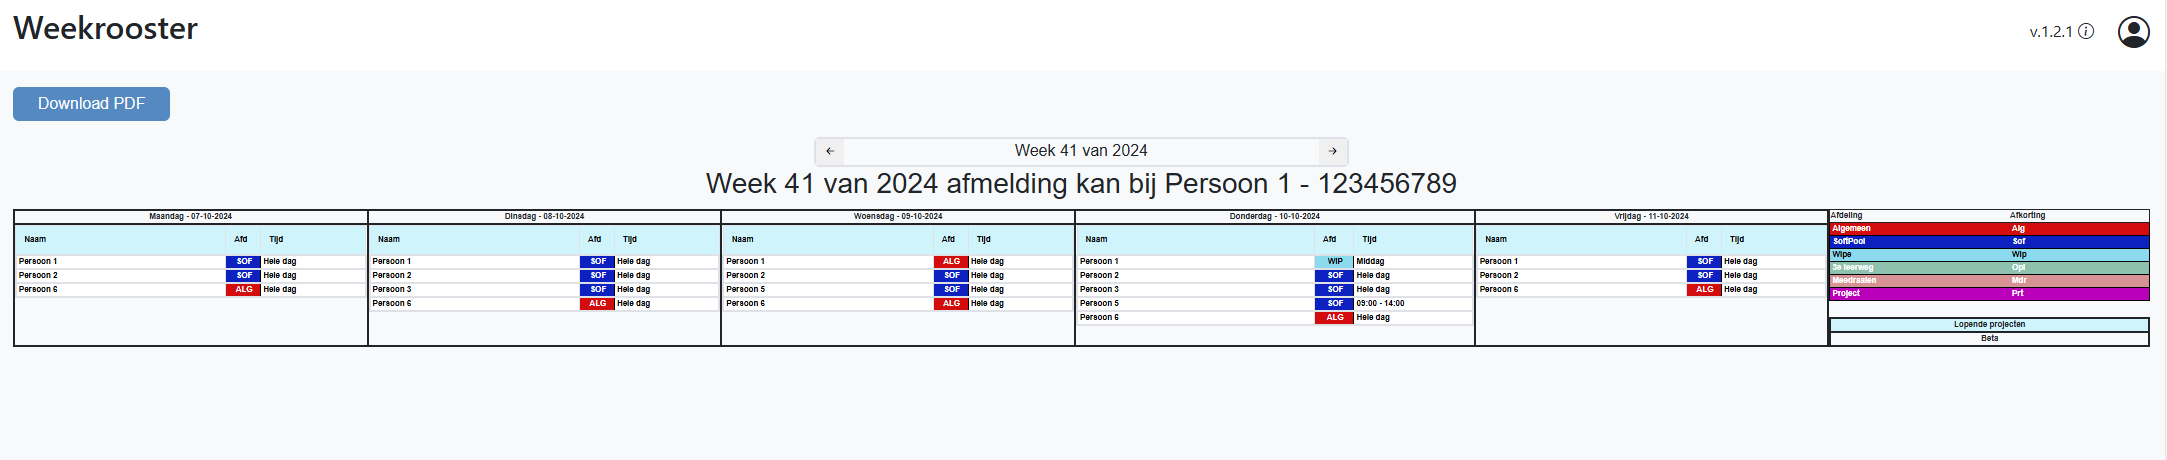 Weekrooster
v.1.2.1
Download PDF
← Week 41 van 2024 →
Week 41 van 2024 afmelding kan bij Persoon 1 - 123456789
Maandag - 07-10-2024
Naam Afd Tijd
Persoon 1 SOF Hele dag
Persoon 2 SOF Hele dag
Persoon 6 ALG Hele dag
Dinsdag - 08-10-2024
Naam Afd Tijd
Persoon 1 SOF Hele dag
Persoon 2 SOF Hele dag
Persoon 3 SOF Hele dag
Persoon 6 ALG Hele dag
Woensdag - 09-10-2024
Naam Afd Tijd
Persoon 1 ALG Hele dag
Persoon 2 SOF Hele dag
Persoon 5 SOF Hele dag
Persoon 6 ALG Hele dag
Donderdag - 10-10-2024
Naam Afd Tijd
Persoon 1 WIP Middag
Persoon 2 SOF Hele dag
Persoon 3 SOF Hele dag
Persoon 5 SOF 09:00 - 14:00
Persoon 6 ALG Hele dag
Vrijdag - 11-10-2024
Naam Afd Tijd
Persoon 1 SOF Hele dag
Persoon 2 SOF Hele dag
Persoon 6 ALG Hele dag
Afdeling Afkorting
Algemeen Alg
SoftPool Sof
Wipe Wip
3e leerweg Opl
Meedraaien Mdr
Project Prt
Lopende projecten
Beta